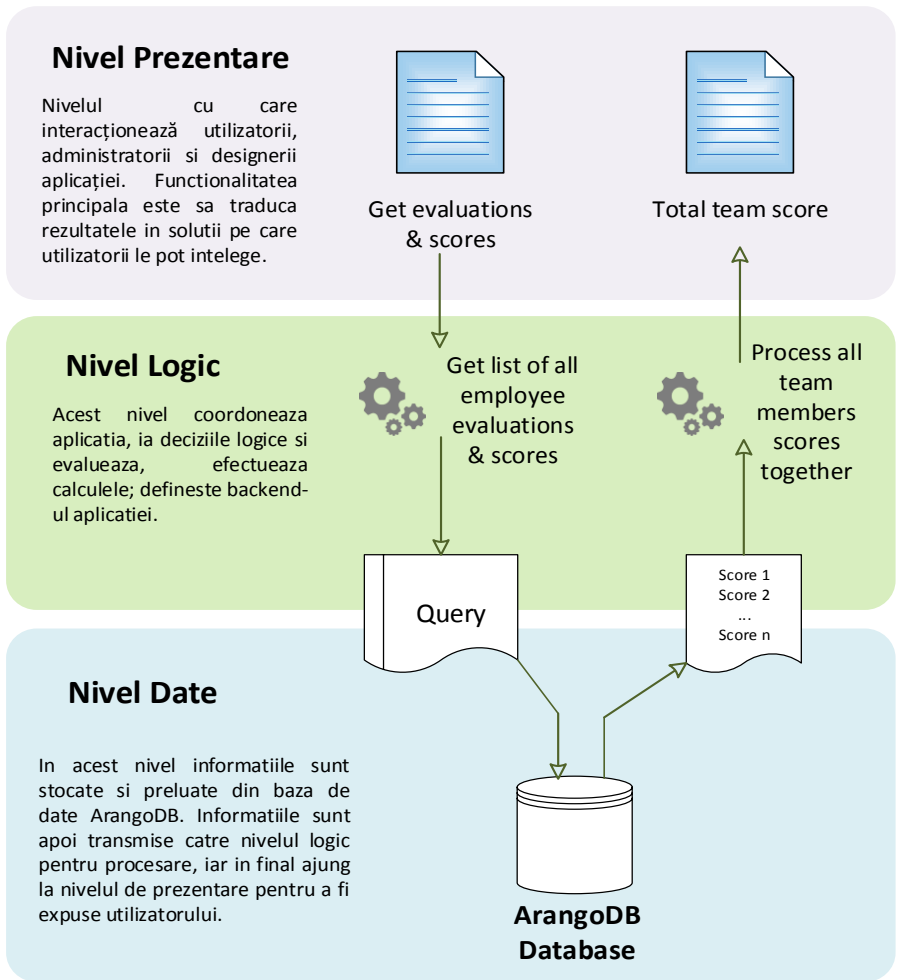 Nivel Prezentare
Nivelul cu care
interacționează utilizatorii,
administratorii si designerii
aplicației. Functionalitatea
principala este sa traduca
rezultatele in solutii pe care
utilizatorii le pot intelege.
Get evaluations
& scores
Total team score
Nivel Logic
Acest nivel coordoneaza
aplicatia, ia deciziile logice si
evalueaza, efectueaza
calculele; defineste backend-
ul aplicatiei.
Get list of all
employee
evaluations
& scores
Process all
team
members
scores
together
Query
Score 1
Score 2
...
Score n
Nivel Date
In acest nivel informatiile sunt
stocate si preluate din baza de
date ArangoDB. Informatiile sunt
apoi transmise catre nivelul logic
pentru procesare, iar in final ajung
la nivelul de prezentare pentru a fi
expuse utilizatorului.
ArangoDB
Database